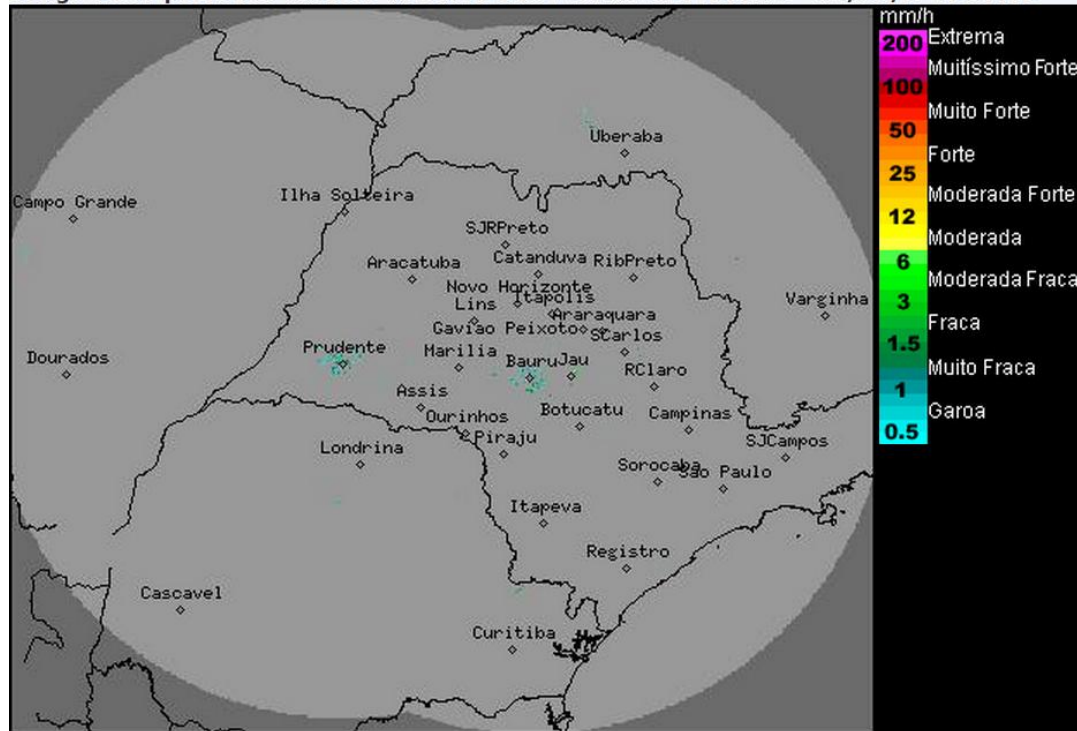 mm/h
200 Extrema
Muitíssimo Forte
100
Muito Forte
50
Forte
25
Moderada Forte
12
Moderada
6
Moderada Fraca
3
Fraca
1.5
Muito Fraca
1
Garoa
0.5
Uberaba
Campo Grande
Ilha Solteira
SJRPreto
Catanduva
RibPreto
Aracatuba
Novo Horizonte
Itapolis
Lins
Araraquara
Gaviao Peixoto
SCarlos
Varginha
Prudente
Marilia
Bauru
Jau
Dourados
RClaro
Assis
Ourinhos
Botucatu
Campinas
Piraju
Londrina
SJCampos
Sorocaba
Sao Paulo
Itapeva
Registro
Cascavel
Curitiba